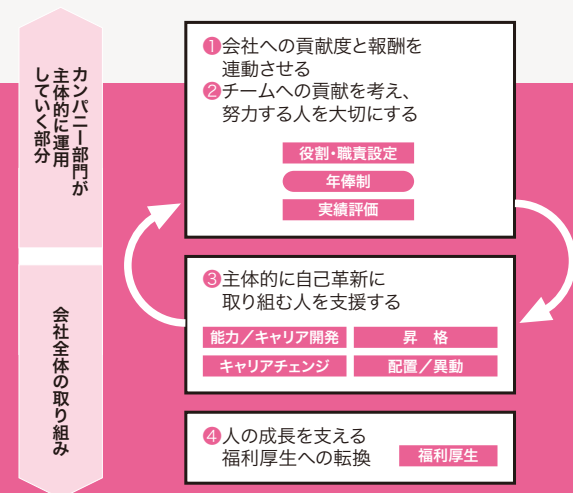 カンパニー部門が
主体的に運用
していく部分
❶会社への貢献度と報酬を
連動させる
❷チームへの貢献を考え、
努力する人を大切にする
役割・職責設定
年俸制
実績評価
会社全体の取り組み
❸主体的に自己革新に
取り組む人を支援する
能力／キャリア開発
昇　格
キャリアチェンジ
配置／異動
❹人の成長を支える
福利厚生への転換
福利厚生